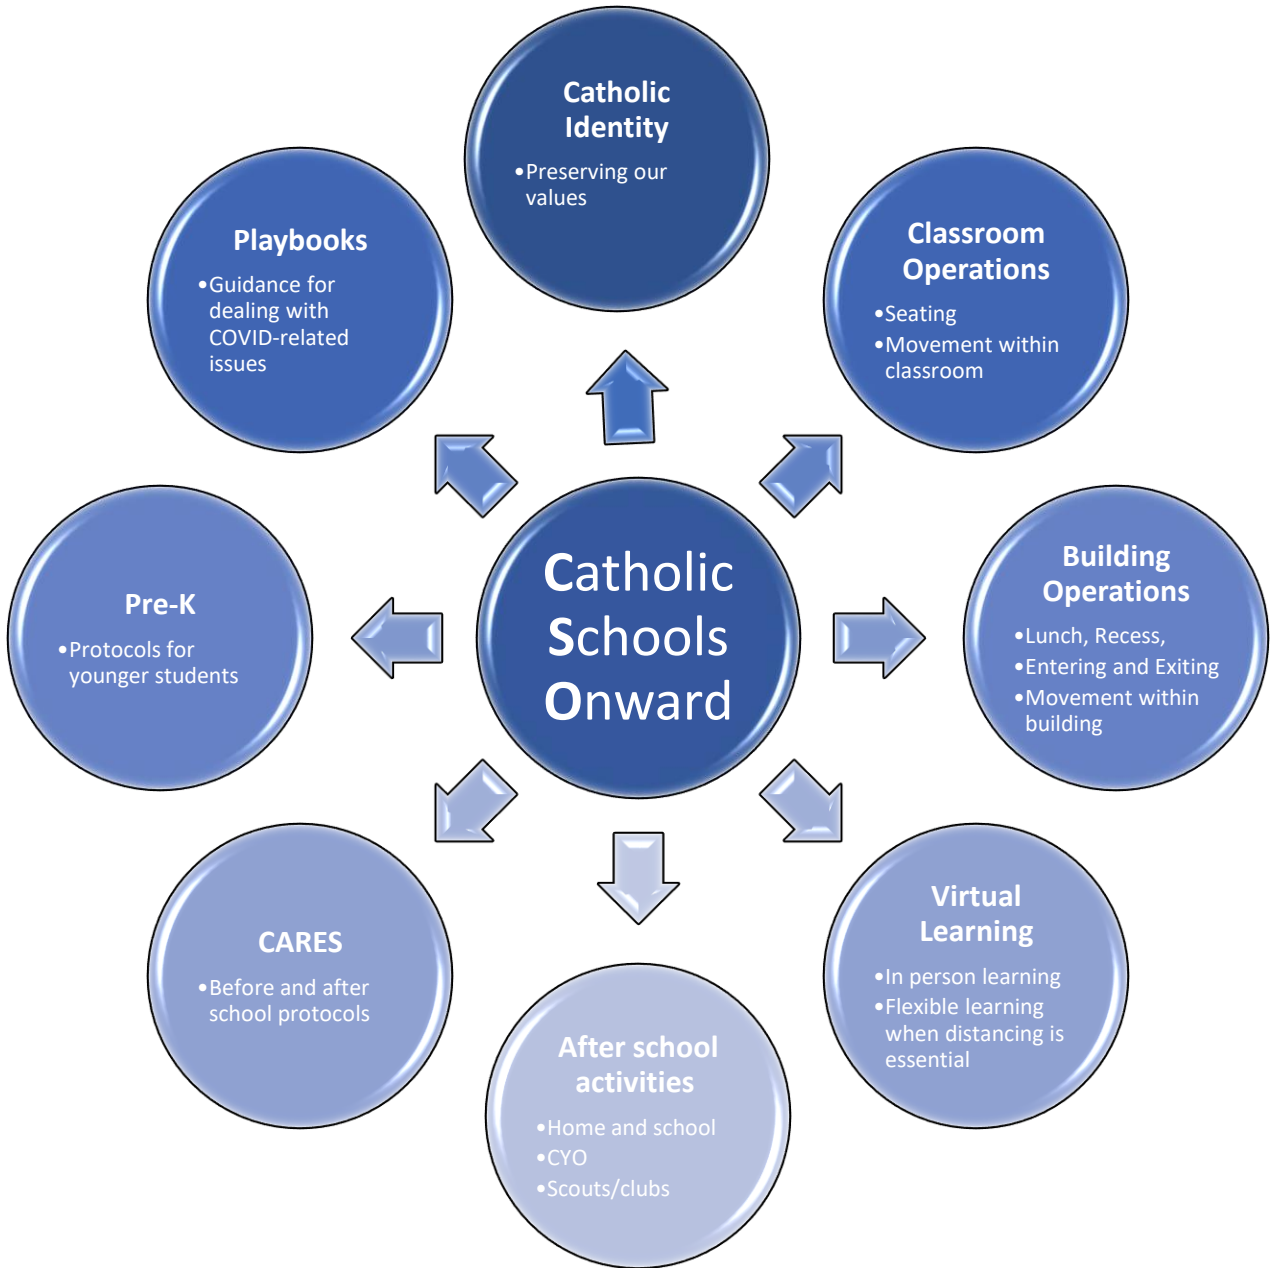 Catholic
Identity
•Preserving our
values
Classroom
Operations
•Seating
•Movement within
classroom
Building
Operations
•Lunch, Recess,
•Entering and Exiting
•Movement within
building
Virtual
Learning
•In person learning
•Flexible learning
when distancing is
essential
After school
activities
•Home and school
•CYO
•Scouts/clubs
CARES
•Before and after
school protocols
Pre-K
•Protocols for
younger students
Playbooks
•Guidance for
dealing with
COVID-related
issues
Catholic
Schools
Onward